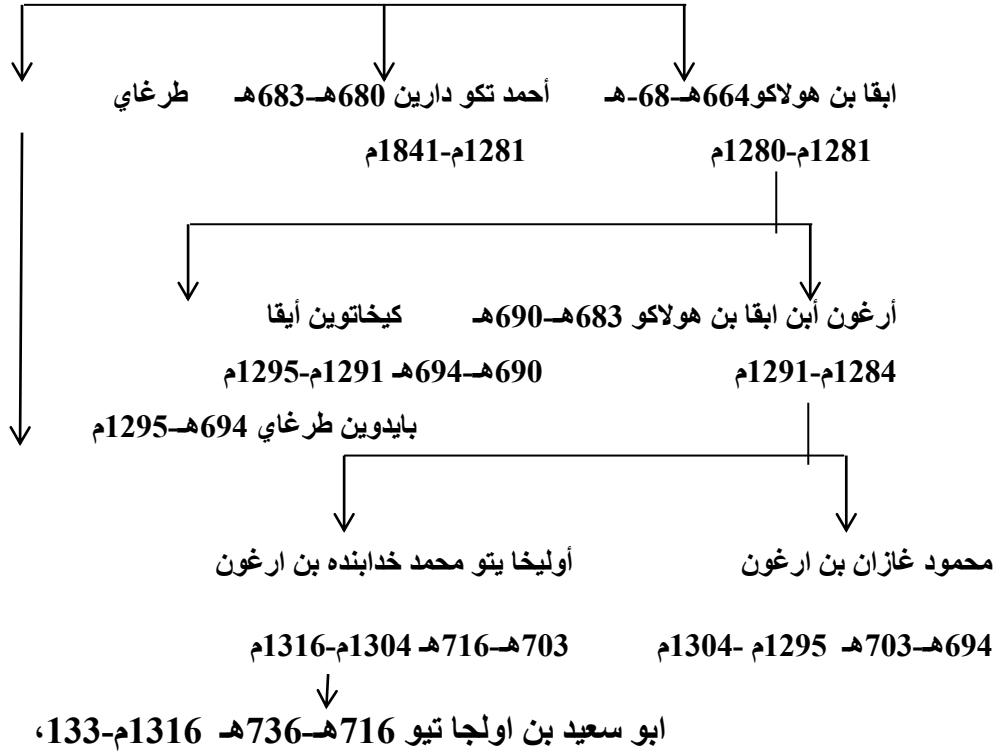 ابقا بن هولاكو664هـ-68-هـ أحمد تكو دارين 680هـ-683هـ طرغاي
1281م-1280م 1281م-1841م
أرغون أبن ابقا بن هولاكو 683هـ-690هـ كيخاتوين أيقا
1284م-1291م 690هـ-694هـ 1291م-1295م
بايدوين طرغاي 694هـ-1295م
محمود غازان بن ارغون أوليخا يتو محمد خدابنده بن ارغون
694هـ-703هـ 1295م -1304م 703هـ-716هـ 1304م-1316م
ابو سعيد بن اولجا تيو 716هـ-736هـ 1316م-133،